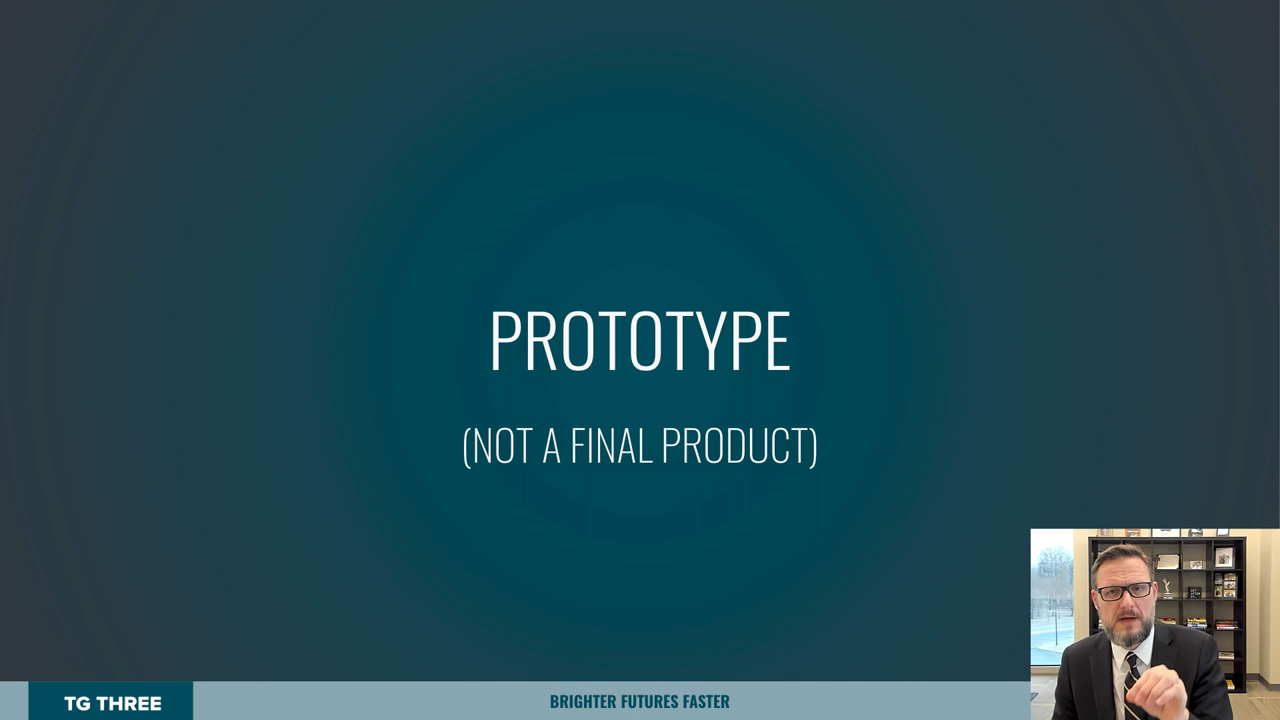 PROTOTYPE
(NOT A FINAL PRODUCT)
TG THREE
BRIGHTER FUTURES FASTER